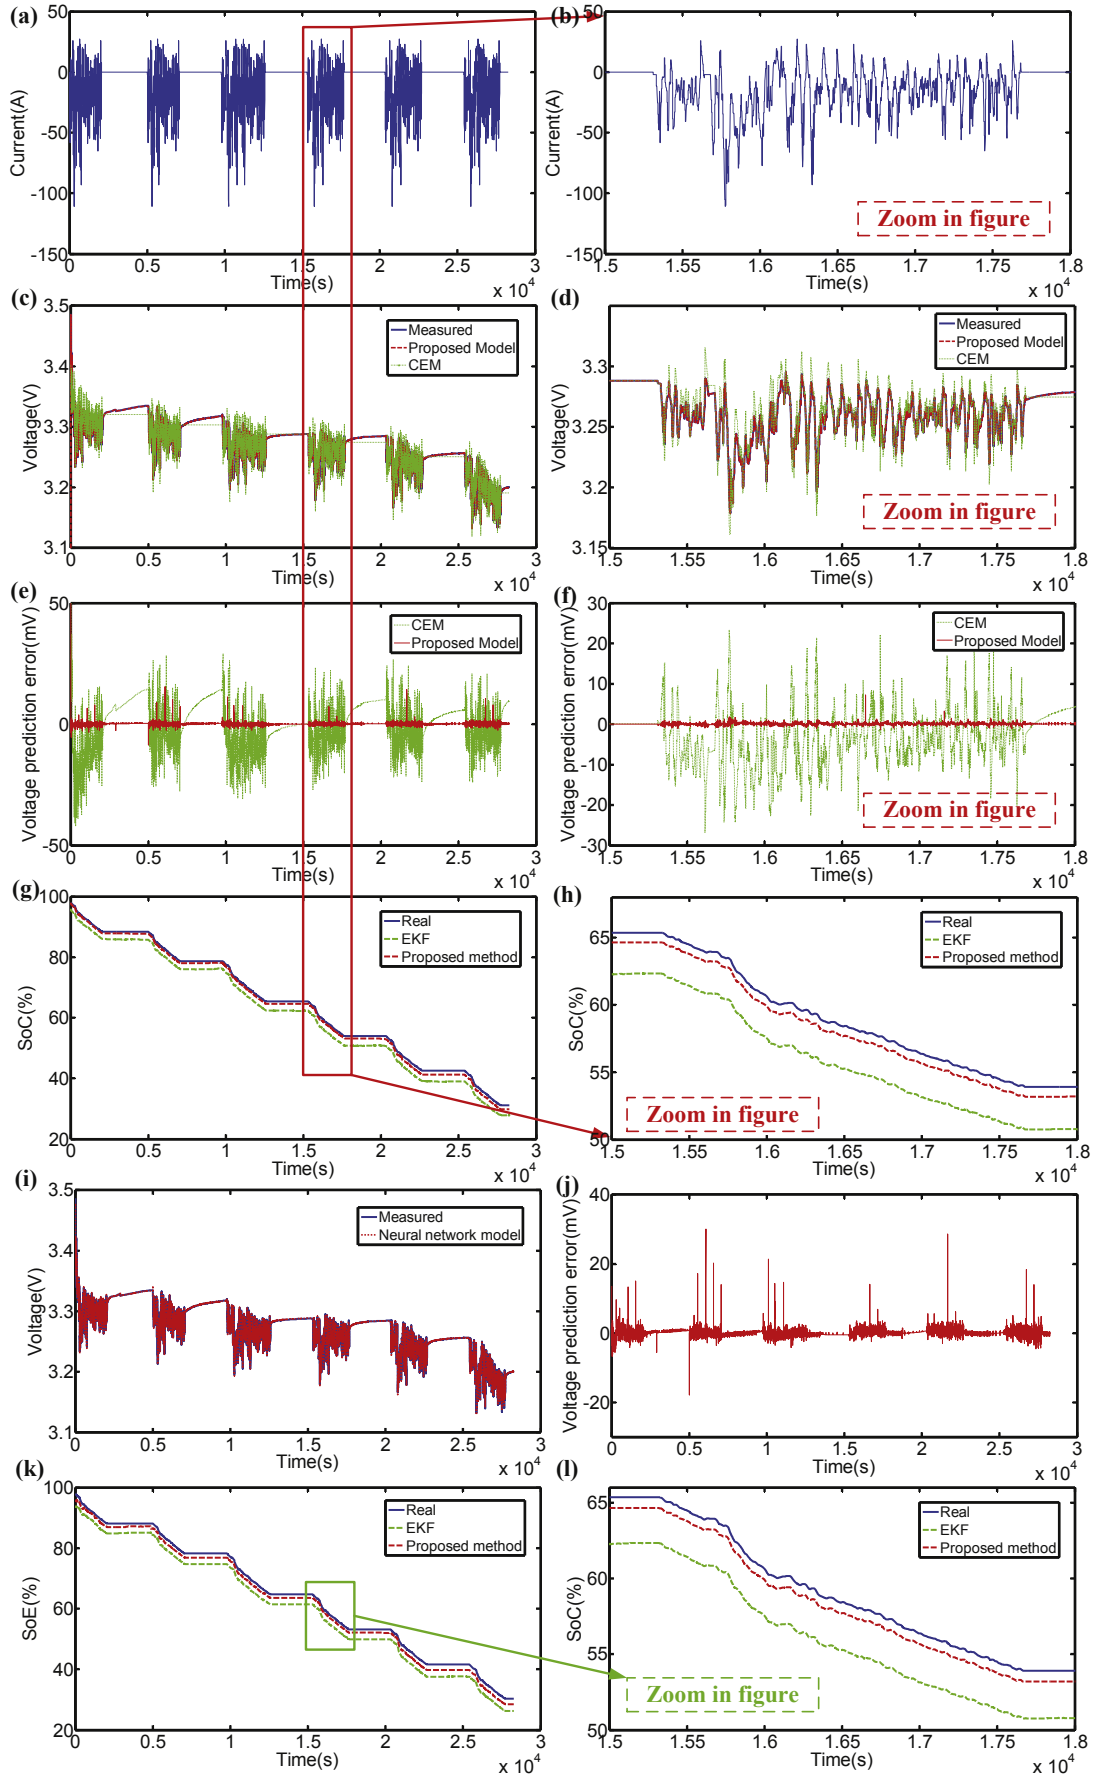 (a)
50
0
-50
-100
-150
Current(A)
0 0.5 1 1.5 2 2.5 3
Time(s)
x 10^4
(b)
50
0
-50
-100
-150
Current(A)
Zoom in figure
1.5 1.55 1.6 1.65 1.7 1.75 1.8
Time(s)
x 10^4
(c)
3.5
3.4
3.3
3.2
3.1
Voltage(V)
Measured
Proposed Model
CEM
0 0.5 1 1.5 2 2.5 3
Time(s)
x 10^4
(d)
3.3
3.25
3.2
3.15
Voltage(V)
Measured
Proposed Model
CEM
Zoom in figure
1.5 1.55 1.6 1.65 1.7 1.75 1.8
Time(s)
x 10^4
(e)
50
0
-50
Voltage prediction error(mV)
CEM
Proposed Model
0 0.5 1 1.5 2 2.5 3
Time(s)
x 10^4
(f)
30
20
10
0
-10
-20
-30
Voltage prediction error(mV)
CEM
Proposed Model
Zoom in figure
1.5 1.55 1.6 1.65 1.7 1.75 1.8
Time(s)
x 10^4
(g)
100
80
60
40
20
SoC(%)
Real
EKF
Proposed method
0 0.5 1 1.5 2 2.5 3
Time(s)
x 10^4
(h)
65
60
55
50
SoC(%)
Real
EKF
Proposed method
Zoom in figure
1.5 1.55 1.6 1.65 1.7 1.75 1.8
Time(s)
x 10^4
(i)
3.5
3.4
3.3
3.2
3.1
Voltage(V)
Measured
Neural network model
0 0.5 1 1.5 2 2.5 3
Time(s)
x 10^4
(j)
40
20
0
-20
Voltage prediction error(mV)
0 0.5 1 1.5 2 2.5 3
Time(s)
x 10^4
(k)
100
80
60
40
20
SoE(%)
Real
EKF
Proposed method
0 0.5 1 1.5 2 2.5 3
Time(s)
x 10^4
(l)
65
60
55
50
SoC(%)
Real
EKF
Proposed method
Zoom in figure
1.5 1.55 1.6 1.65 1.7 1.75 1.8
Time(s)
x 10^4